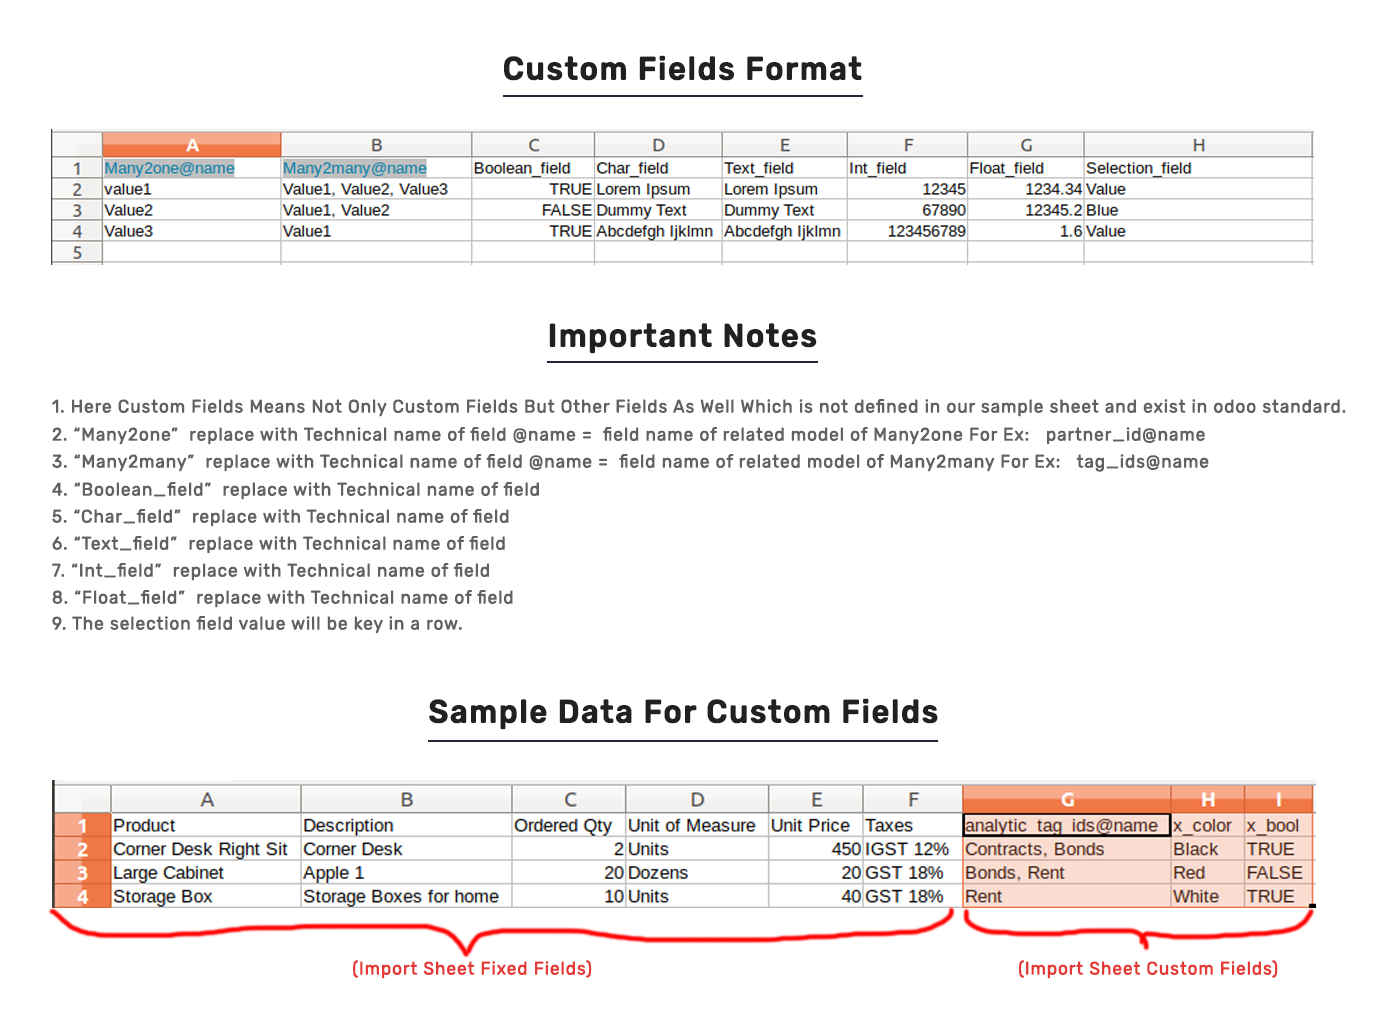 Custom Fields Format
A B C D E F G H
1 Many2one@name Many2many@name Boolean_field Char_field Text_field Int_field Float_field Selection_field
2 value1 Value1, Value2, Value3 TRUE Lorem Ipsum Lorem Ipsum 12345 1234.34 Value
3 Value2 Value1, Value2 FALSE Dummy Text Dummy Text 67890 12345.2 Blue
4 Value3 Value1 TRUE Abcdefgh Ijklmn Abcdefgh Ijklmn 123456789 1.6 Value
5
Important Notes
1. Here Custom Fields Means Not Only Custom Fields But Other Fields As Well Which is not defined in our sample sheet and exist in odoo standard.
2. “Many2one” replace with Technical name of field @name = field name of related model of Many2one For Ex: partner_id@name
3. “Many2many” replace with Technical name of field @name = field name of related model of Many2many For Ex: tag_ids@name
4. “Boolean_field” replace with Technical name of field
5. “Char_field” replace with Technical name of field
6. “Text_field” replace with Technical name of field
7. “Int_field” replace with Technical name of field
8. “Float_field” replace with Technical name of field
9. The selection field value will be key in a row.
Sample Data For Custom Fields
A B C D E F G H I
1 Product Description Ordered Qty Unit of Measure Unit Price Taxes analytic_tag_ids@name x_color x_bool
2 Corner Desk Right Sit Corner Desk 2 Units 450 IGST 12% Contracts, Bonds Black TRUE
3 Large Cabinet Apple 1 20 Dozens 20 GST 18% Bonds, Rent Red FALSE
4 Storage Box Storage Boxes for home 10 Units 40 GST 18% Rent White TRUE
(Import Sheet Fixed Fields) (Import Sheet Custom Fields)